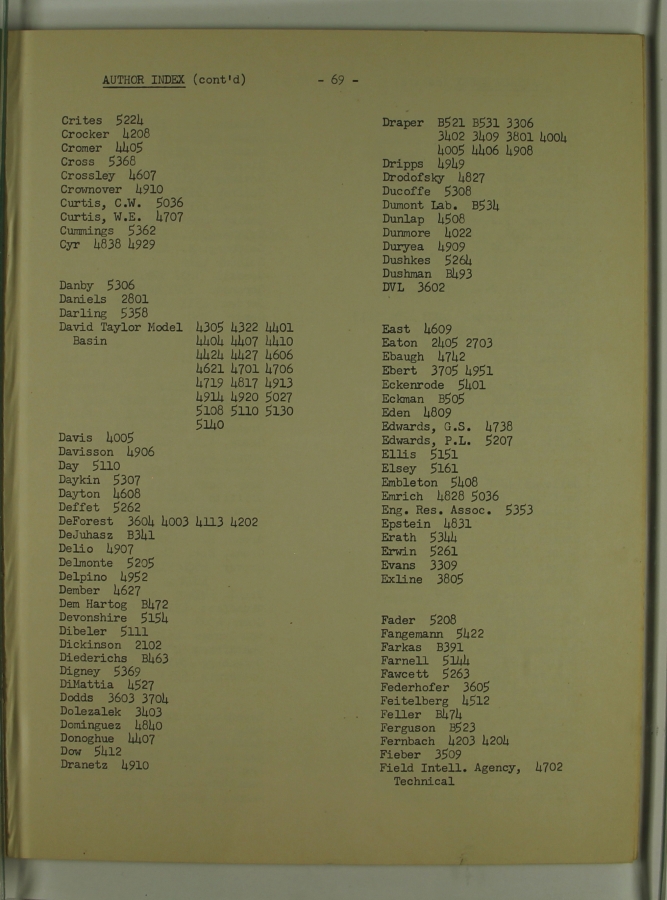 AUTHOR INDEX (cont'd) - 69 -
Crites 5224
Crocker 4208
Cromer 4405
Cross 5368
Crossley 4607
Crownover 4910
Curtis, C.W. 5036
Curtis, W.E. 4707
Cummings 5362
Cyr 4838 4929
Danby 5306
Daniels 2801
Darling 5358
David Taylor Model 4305 4322 4401
Basin 4404 4407 4410
4424 4427 4606
4621 4701 4706
4719 4817 4913
4914 4920 5027
5108 5110 5130
5140
Davis 4005
Davisson 4906
Day 5110
Daykin 5307
Dayton 4608
Deffet 5262
DeForest 3604 4003 4113 4202
DeJuhasz B341
Delio 4907
Delmonte 5205
Delpino 4952
Dember 4627
Dem Hartog B472
Devonshire 5154
Dibeler 5111
Dickinson 2102
Diederichs B463
Digney 5369
DiMattia 4527
Dodds 3603 3704
Dolezalek 3403
Dominguez 4840
Donoghue 4407
Dow 5412
Dranetz 4910
Draper B521 B531 3306
3402 3409 3801 4004
4005 4406 4908
Dripps 4949
Drodofsky 4827
Ducoffe 5308
Dumont Lab. B534
Dunlap 4508
Dunmore 4022
Duryea 4909
Dushkes 5264
Dushman B493
DVL 3602
East 4609
Eaton 2405 2703
Ebaugh 4742
Ebert 3705 4951
Eckenrode 5401
Eckman B505
Eden 4809
Edwards, G.S. 4738
Edwards, P.L. 5207
Ellis 5151
Elsey 5161
Embleton 5408
Emrich 4828 5036
Eng. Res. Assoc. 5353
Epstein 4831
Erath 5344
Erwin 5261
Evans 3309
Exline 3805
Fader 5208
Fangemann 5422
Farkas B391
Farnell 5144
Fawcett 5263
Federhofer 3605
Feitelberg 4512
Feller B474
Ferguson B523
Fernbach 4203 4204
Fieber 3509
Field Intell. Agency, 4702
Technical